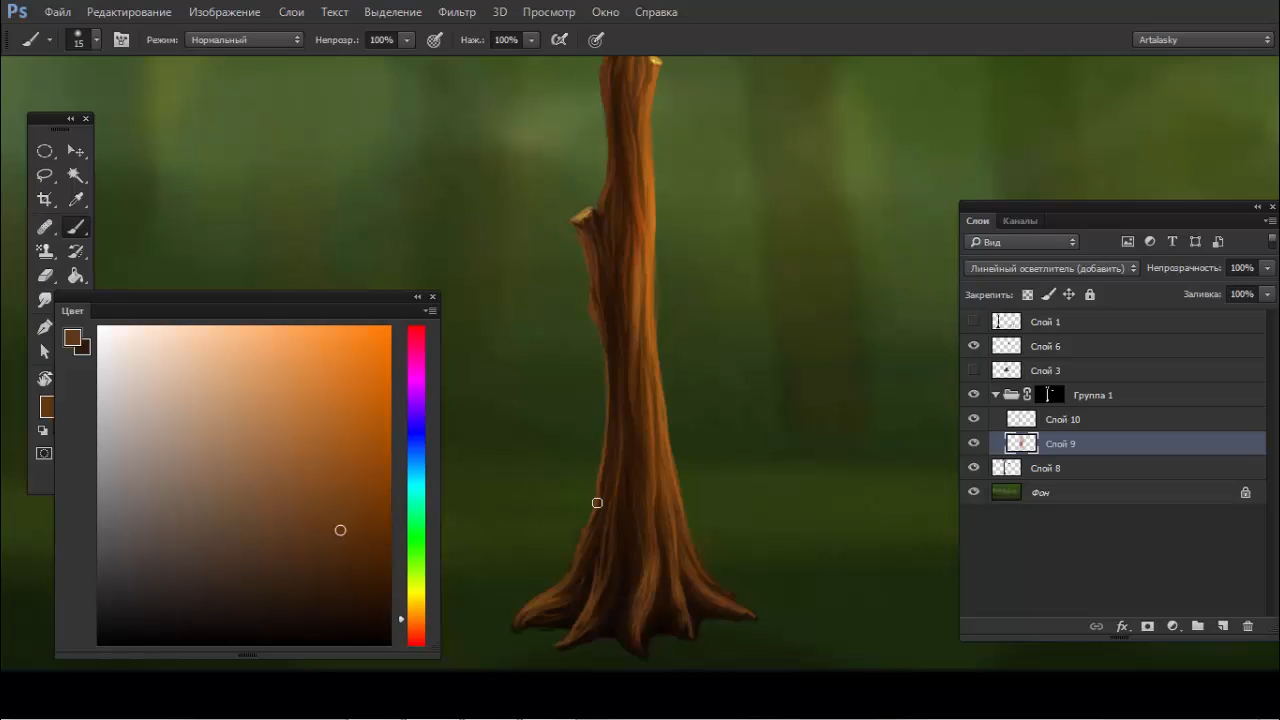 Ps Файл Редактирование Изображение Слои Текст Выделение Фильтр 3D Просмотр Окно Справка
15 Режим: Нормальный Непрозр.: 100% Наж.: 100% Artalasky
Слои Каналы
Вид
Линейный осветлитель (добавить) Непрозрачность: 100%
Закрепить: Заливка: 100%
Слой 1
Слой 6
Слой 3
Группа 1
Слой 10
Слой 9
Слой 8
Фон
Цвет